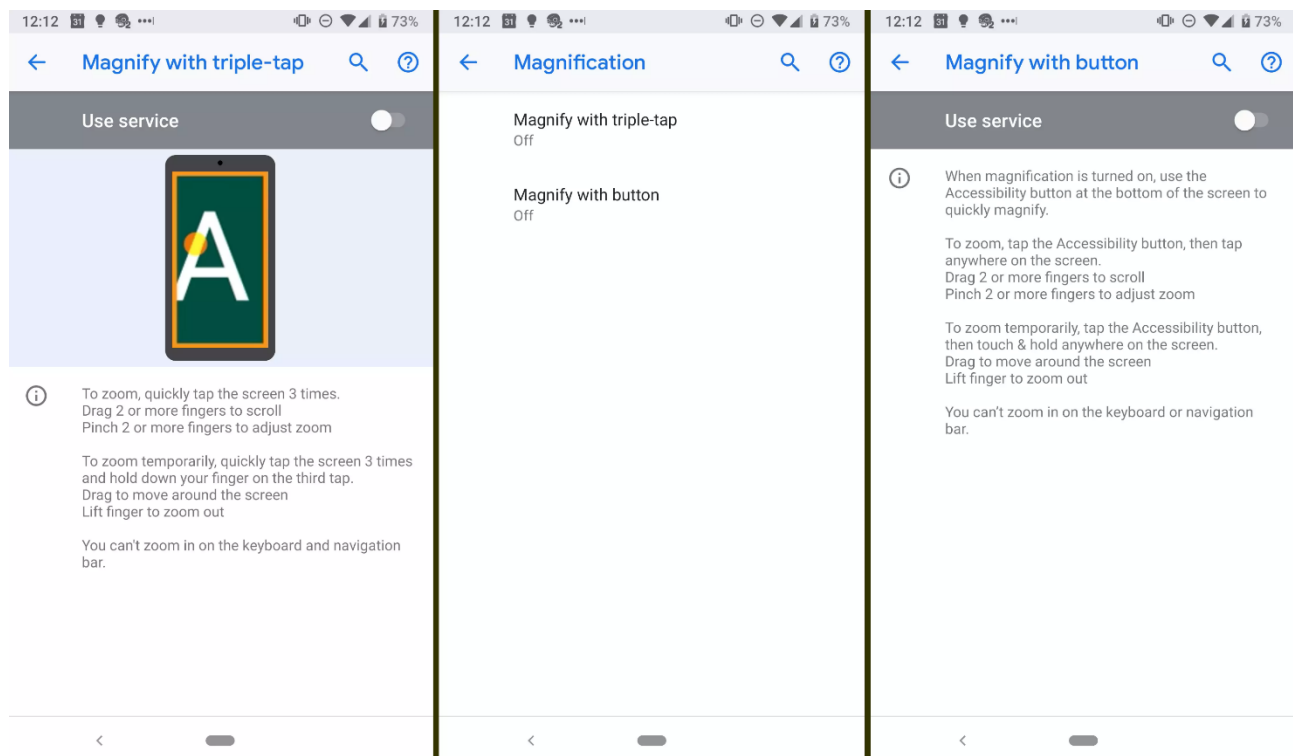 12:12 31 73%
Magnify with triple-tap
Use service
A
To zoom, quickly tap the screen 3 times.
Drag 2 or more fingers to scroll
Pinch 2 or more fingers to adjust zoom
To zoom temporarily, quickly tap the screen 3 times
and hold down your finger on the third tap.
Drag to move around the screen
Lift finger to zoom out
You can't zoom in on the keyboard and navigation
bar.
12:12 31 73%
Magnification
Magnify with triple-tap
Off
Magnify with button
Off
12:12 31 73%
Magnify with button
Use service
When magnification is turned on, use the
Accessibility button at the bottom of the screen to
quickly magnify.
To zoom, tap the Accessibility button, then tap
anywhere on the screen.
Drag 2 or more fingers to scroll
Pinch 2 or more fingers to adjust zoom
To zoom temporarily, tap the Accessibility button,
then touch & hold anywhere on the screen.
Drag to move around the screen
Lift finger to zoom out
You can't zoom in on the keyboard or navigation
bar.